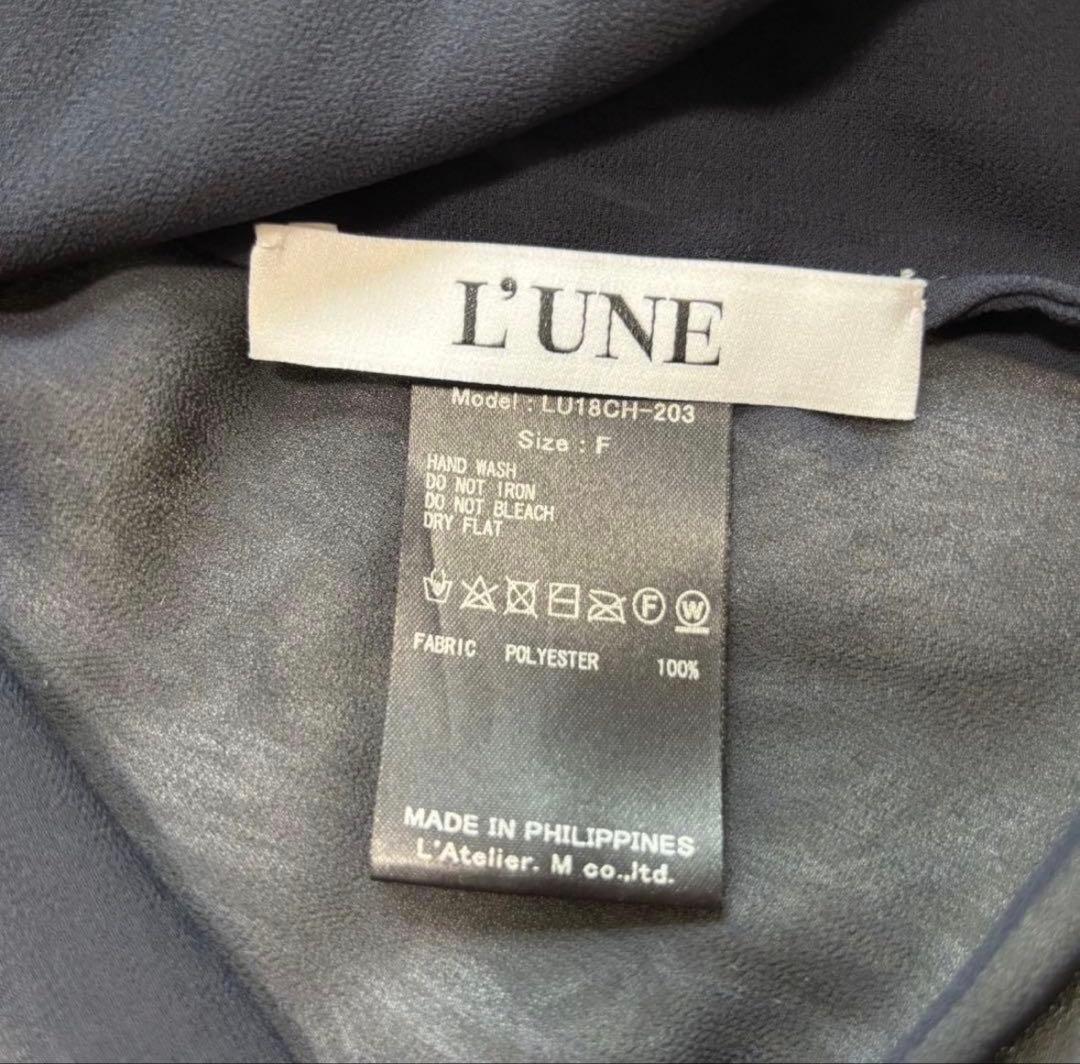 L'UNE
Model : LU18CH-203
Size : F
HAND WASH
DO NOT IRON
DO NOT BLEACH
DRY FLAT
F W
FABRIC POLYESTER 100%
MADE IN PHILIPPINES
L'Atelier. M co.,ltd.